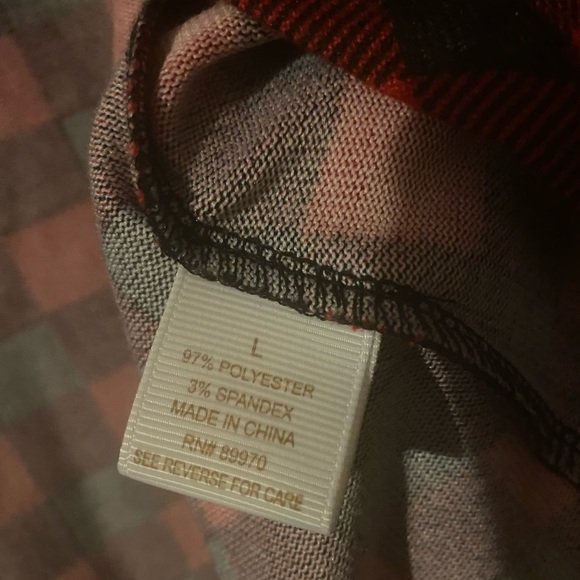 L
97% POLYESTER
3% SPANDEX
MADE IN CHINA
RN# 89970
SEE REVERSE FOR CARE